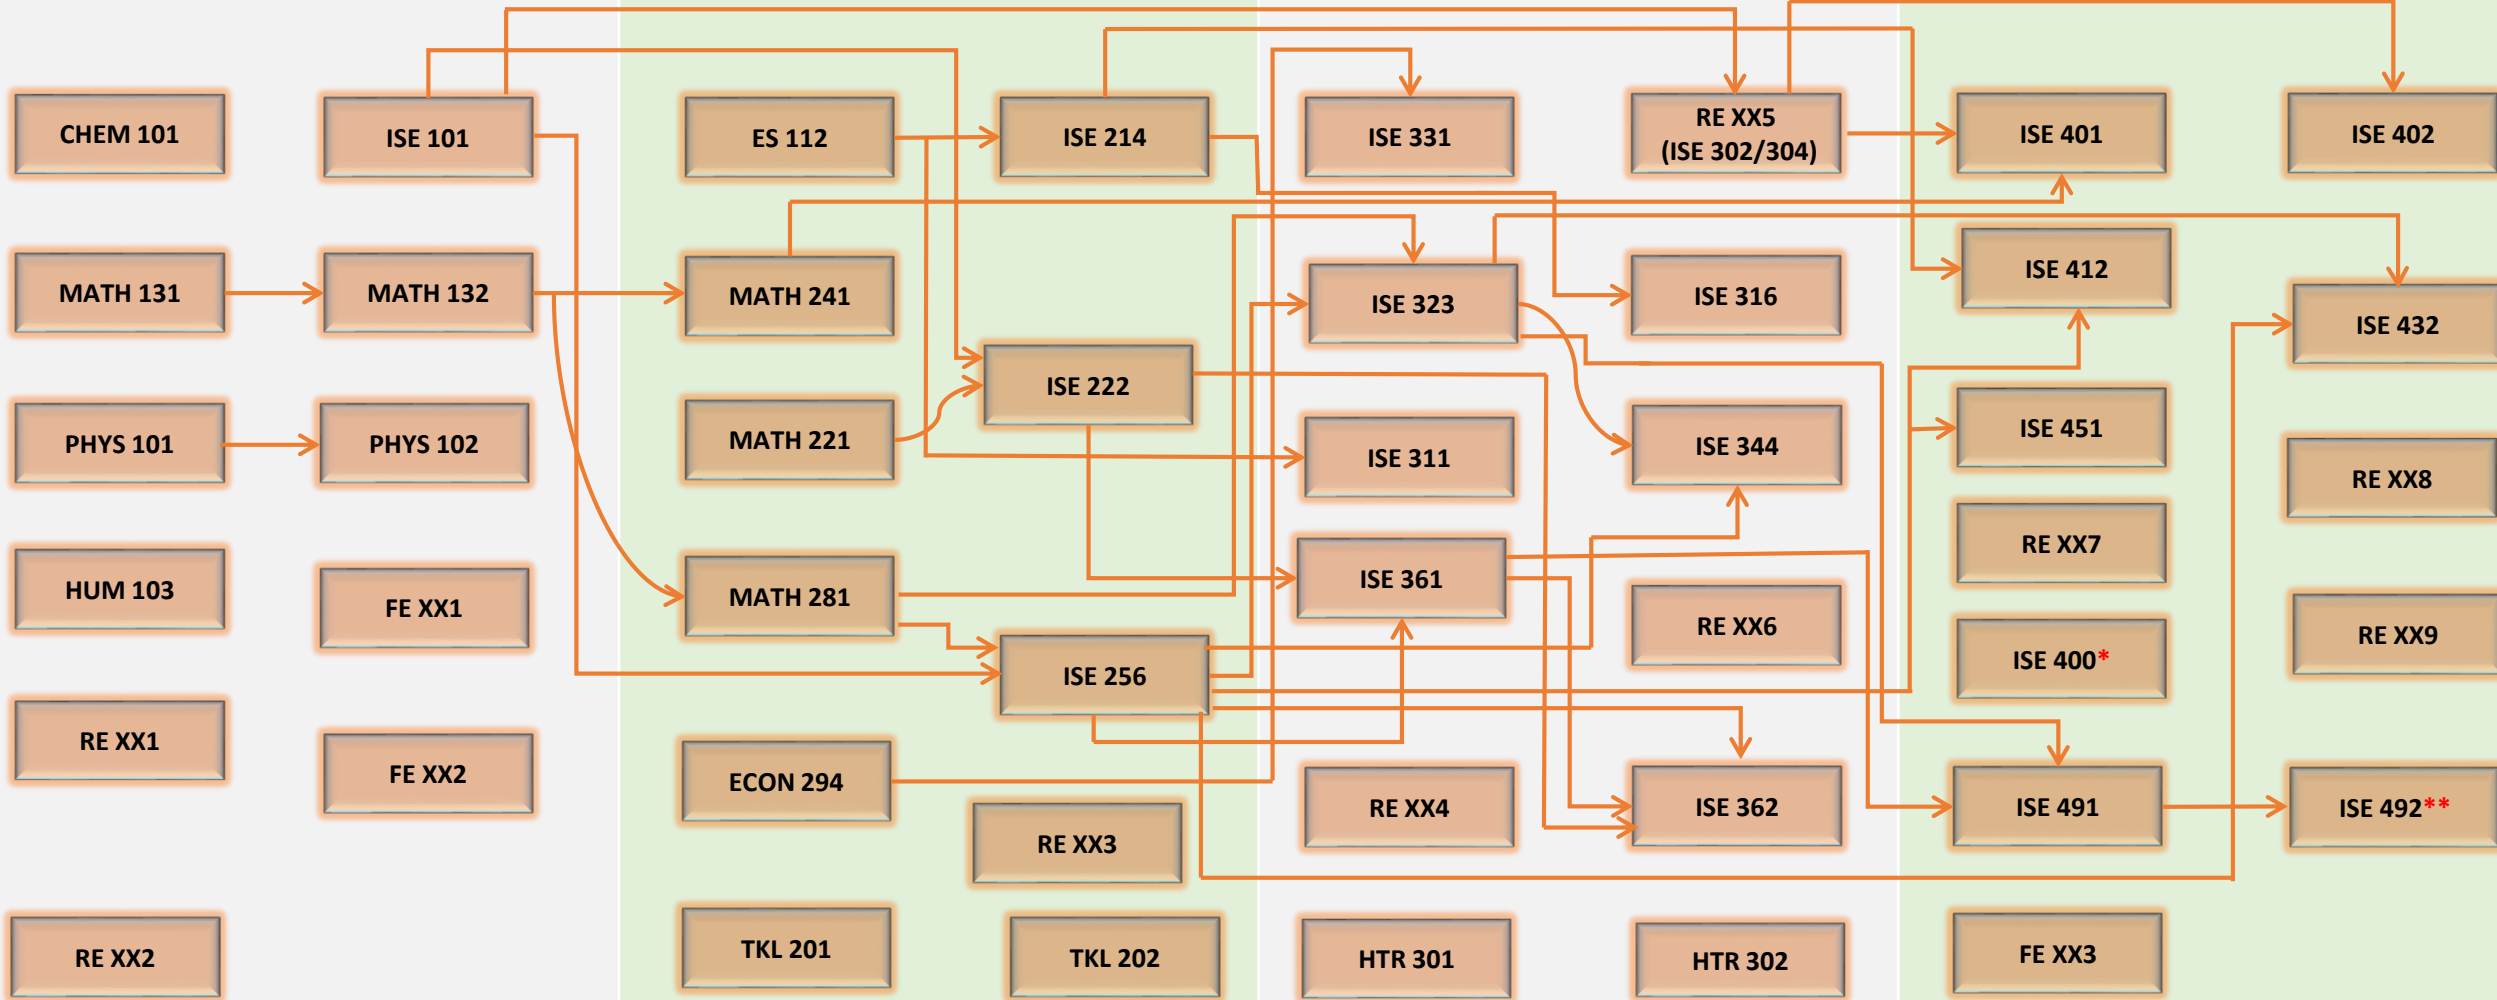 CHEM 101
MATH 131
PHYS 101
HUM 103
RE XX1
RE XX2
ISE 101
MATH 132
PHYS 102
FE XX1
FE XX2
ES 112
MATH 241
MATH 221
MATH 281
ECON 294
TKL 201
ISE 214
ISE 222
ISE 256
RE XX3
TKL 202
ISE 331
ISE 323
ISE 311
ISE 361
RE XX4
HTR 301
RE XX5
(ISE 302/304)
ISE 316
ISE 344
RE XX6
ISE 362
HTR 302
ISE 401
ISE 412
ISE 451
RE XX7
ISE 400*
ISE 491
FE XX3
ISE 402
ISE 432
RE XX8
RE XX9
ISE 492**